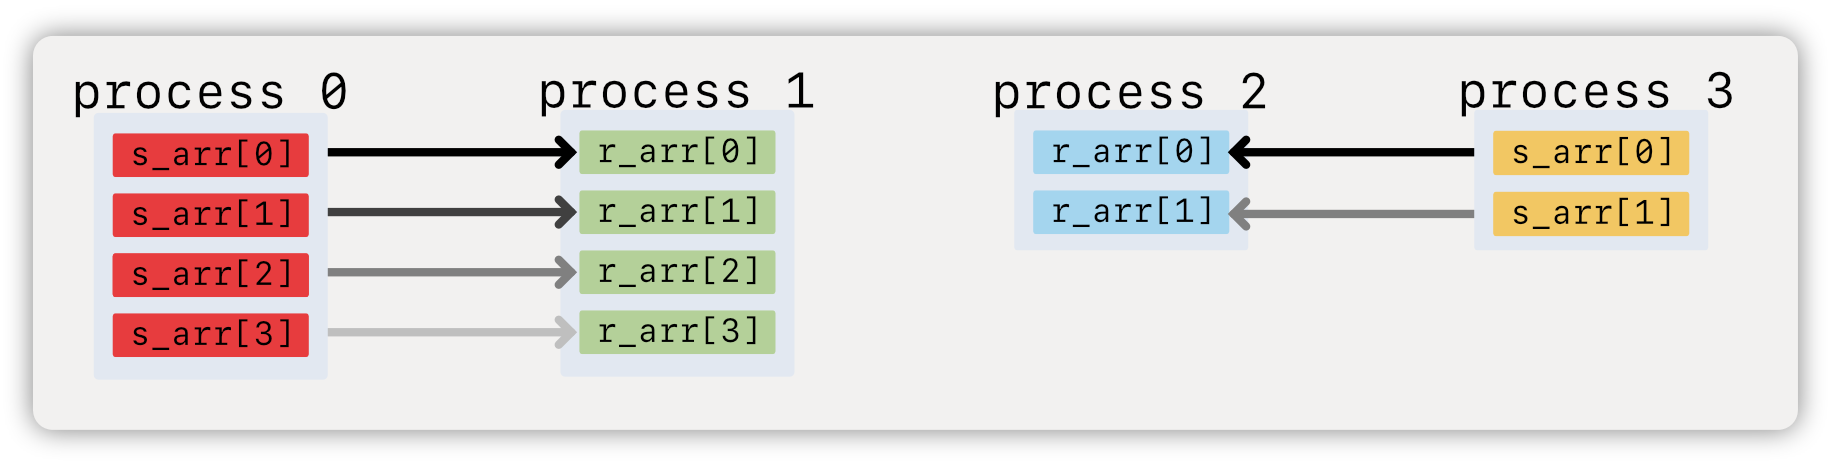 process 0 process 1 process 2 process 3
s_arr[0] r_arr[0] r_arr[0] s_arr[0]
s_arr[1] r_arr[1] r_arr[1] s_arr[1]
s_arr[2] r_arr[2]
s_arr[3] r_arr[3]